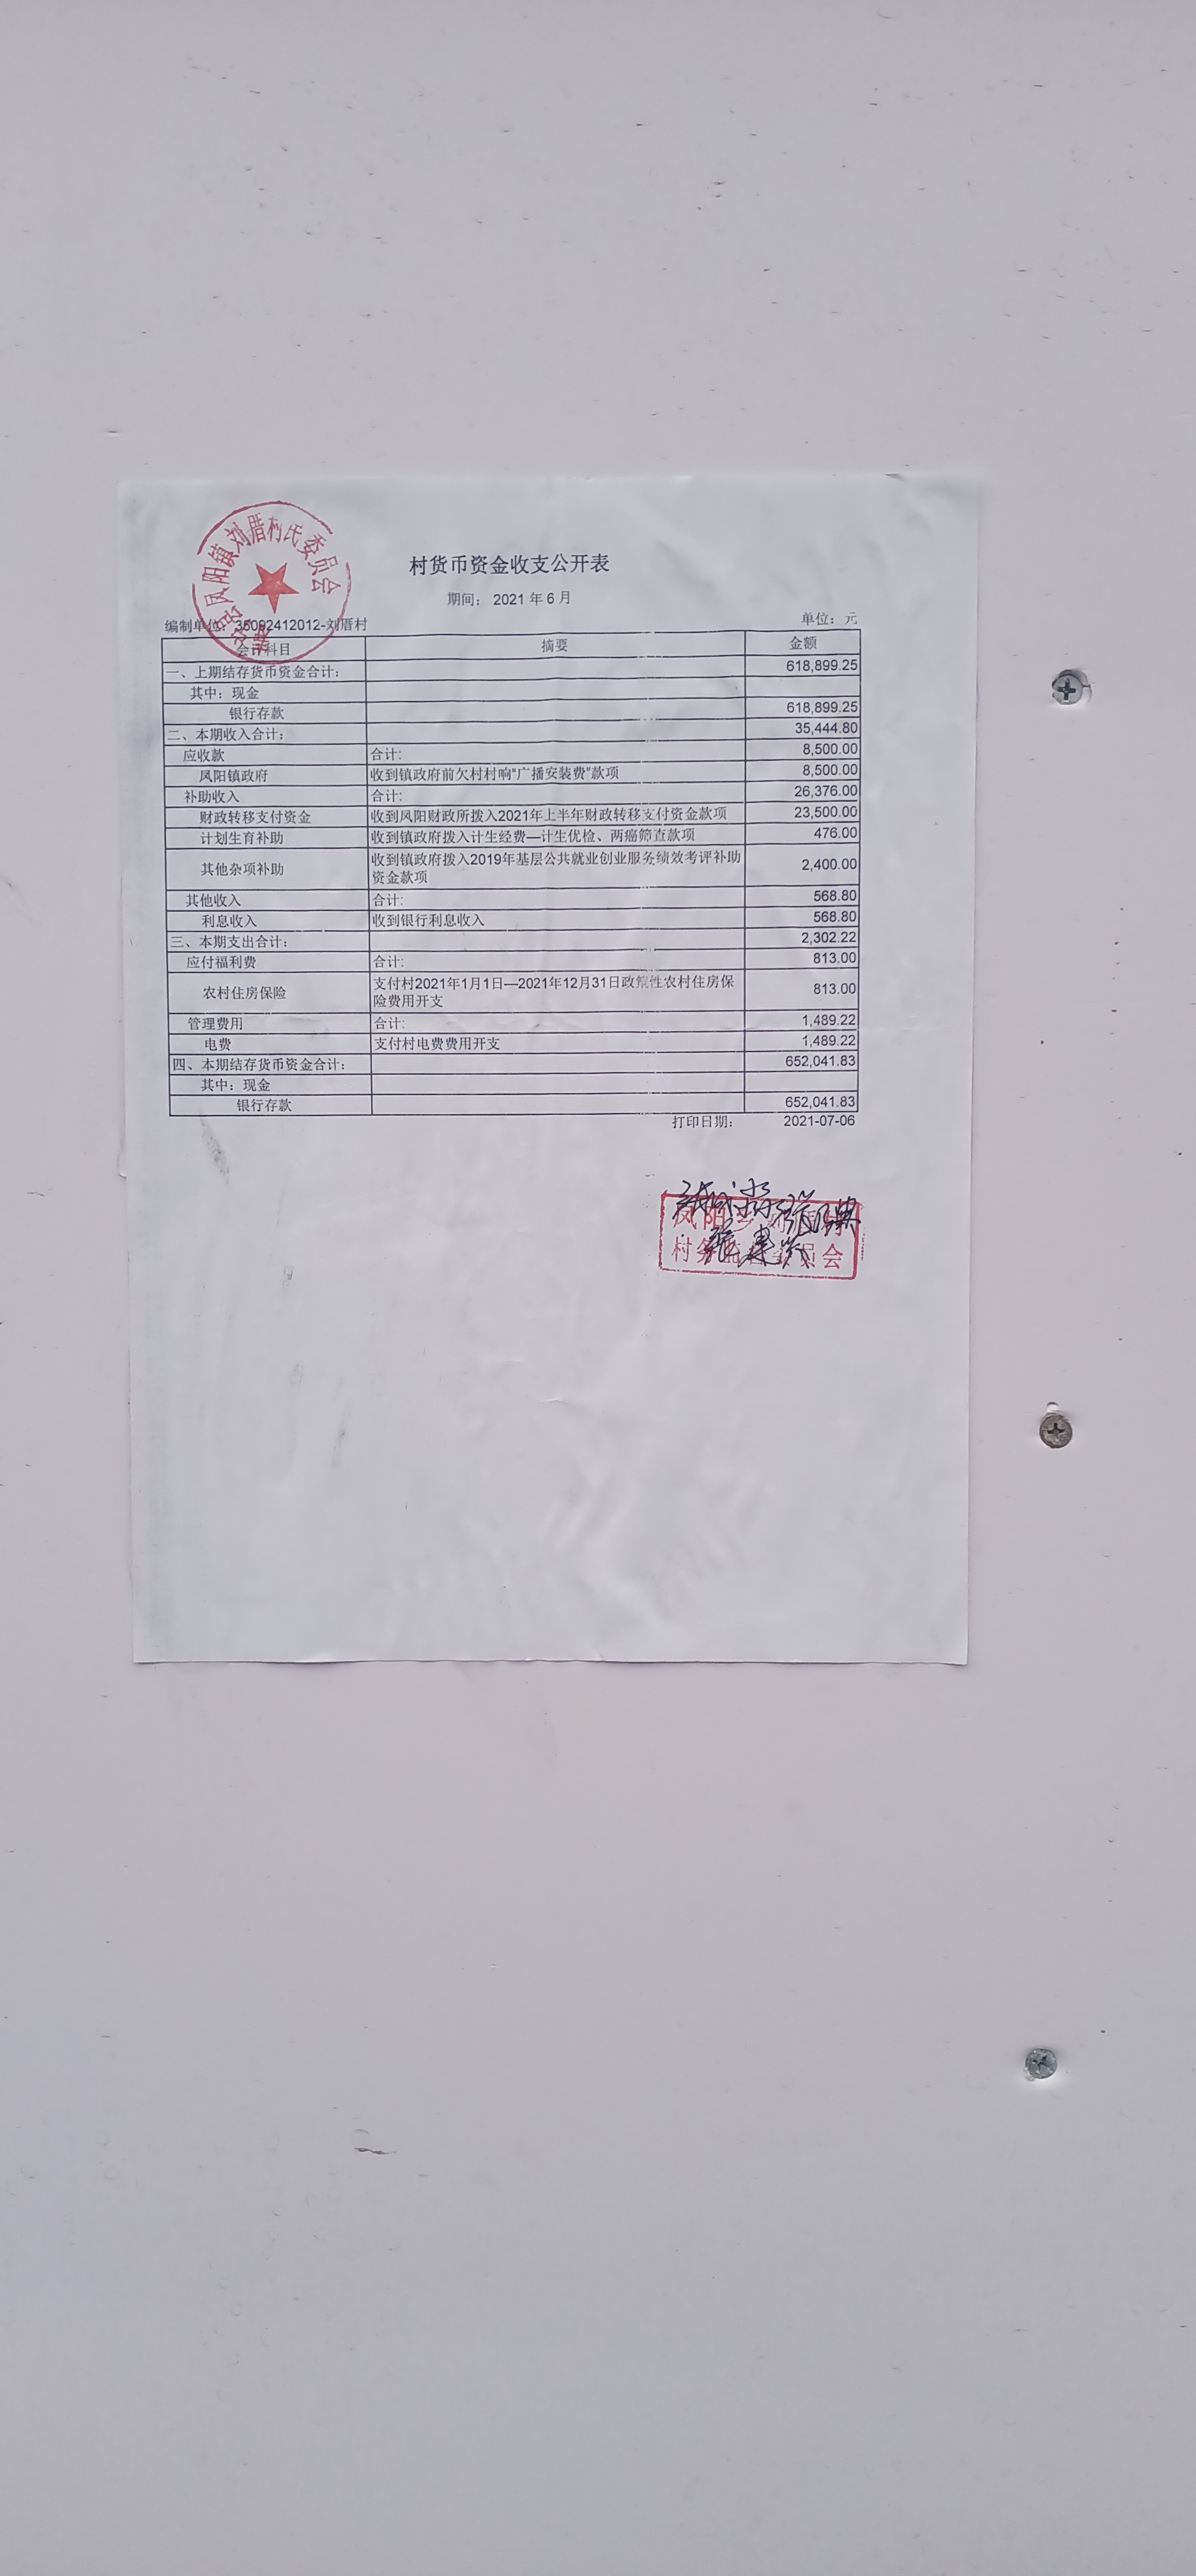 凤阳镇刘厝村民委员会
村货币资金收支公开表
期间： 2021 年 6 月
编制单位：35092412012-刘厝村 单位：元
会计科目 摘要 金额
一、上期结存货币资金合计： 618,899.25
其中：现金
银行存款 618,899.25
二、本期收入合计： 35,444.80
应收款 合计： 8,500.00
凤阳镇政府 收到镇政府前欠村村响"广播安装费"款项 8,500.00
补助收入 合计： 26,376.00
财政转移支付资金 收到凤阳财政所拨入2021年上半年财政转移支付资金款项 23,500.00
计划生育补助 收到镇政府拨入计生经费—计生优检、两癌筛查款项 476.00
其他杂项补助 收到镇政府拨入2019年基层公共就业创业服务绩效考评补助
资金款项 2,400.00
其他收入 合计： 568.80
利息收入 收到银行利息收入 568.80
三、本期支出合计： 2,302.22
应付福利费 合计： 813.00
农村住房保险 支付村2021年1月1日—2021年12月31日政策性农村住房保
险费用开支 813.00
管理费用 合计： 1,489.22
电费 支付村电费费用开支 1,489.22
四、本期结存货币资金合计： 652,041.83
其中：现金
银行存款 652,041.83
打印日期： 2021-07-06
凤阳
村务监督委员会